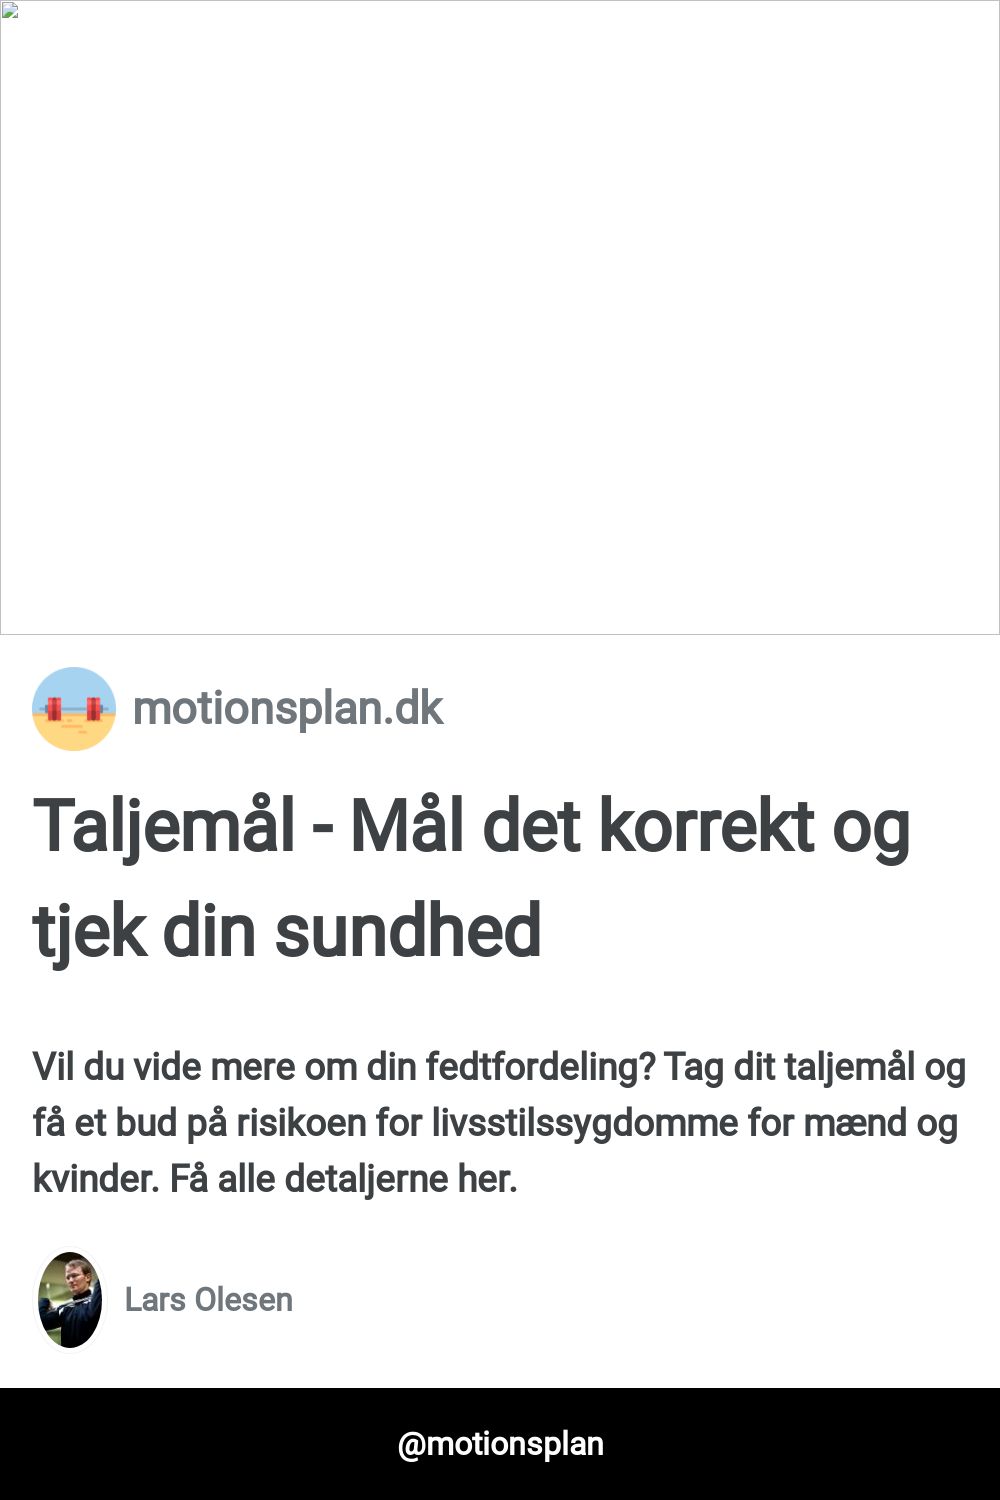 motionsplan.dk
Taljemål - Mål det korrekt og
tjek din sundhed
Vil du vide mere om din fedtfordeling? Tag dit taljemål og
få et bud på risikoen for livsstilssygdomme for mænd og
kvinder. Få alle detaljerne her.
Lars Olesen
@motionsplan